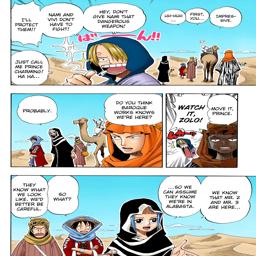 IMPRES-
SIVE.
FIRST,
YOU...
UH-HUH!
HEY, DON'T
GIVE NAMI THAT
DANGEROUS
WEAPON!
NAMI AND
VIVI DON'T
HAVE TO
FIGHT!
I'LL
PROTECT
THEM!!
JUST CALL
ME PRINCE
CHARMING!
HA HA...
MOVE IT,
PRINCE.
WATCH
IT,
ZOLO!
DO YOU THINK
BAROQUE
WORKS KNOWS
WE'RE HERE?
PROBABLY.
WE KNOW
THAT MR. 2
AND MR. 3
ARE HERE...
...SO WE
CAN ASSUME
THEY KNOW
WE'RE IN
ALABASTA.
SO
WHAT?
THEY
KNOW WHAT
WE LOOK
LIKE. WE'D
BETTER BE
CAREFUL.